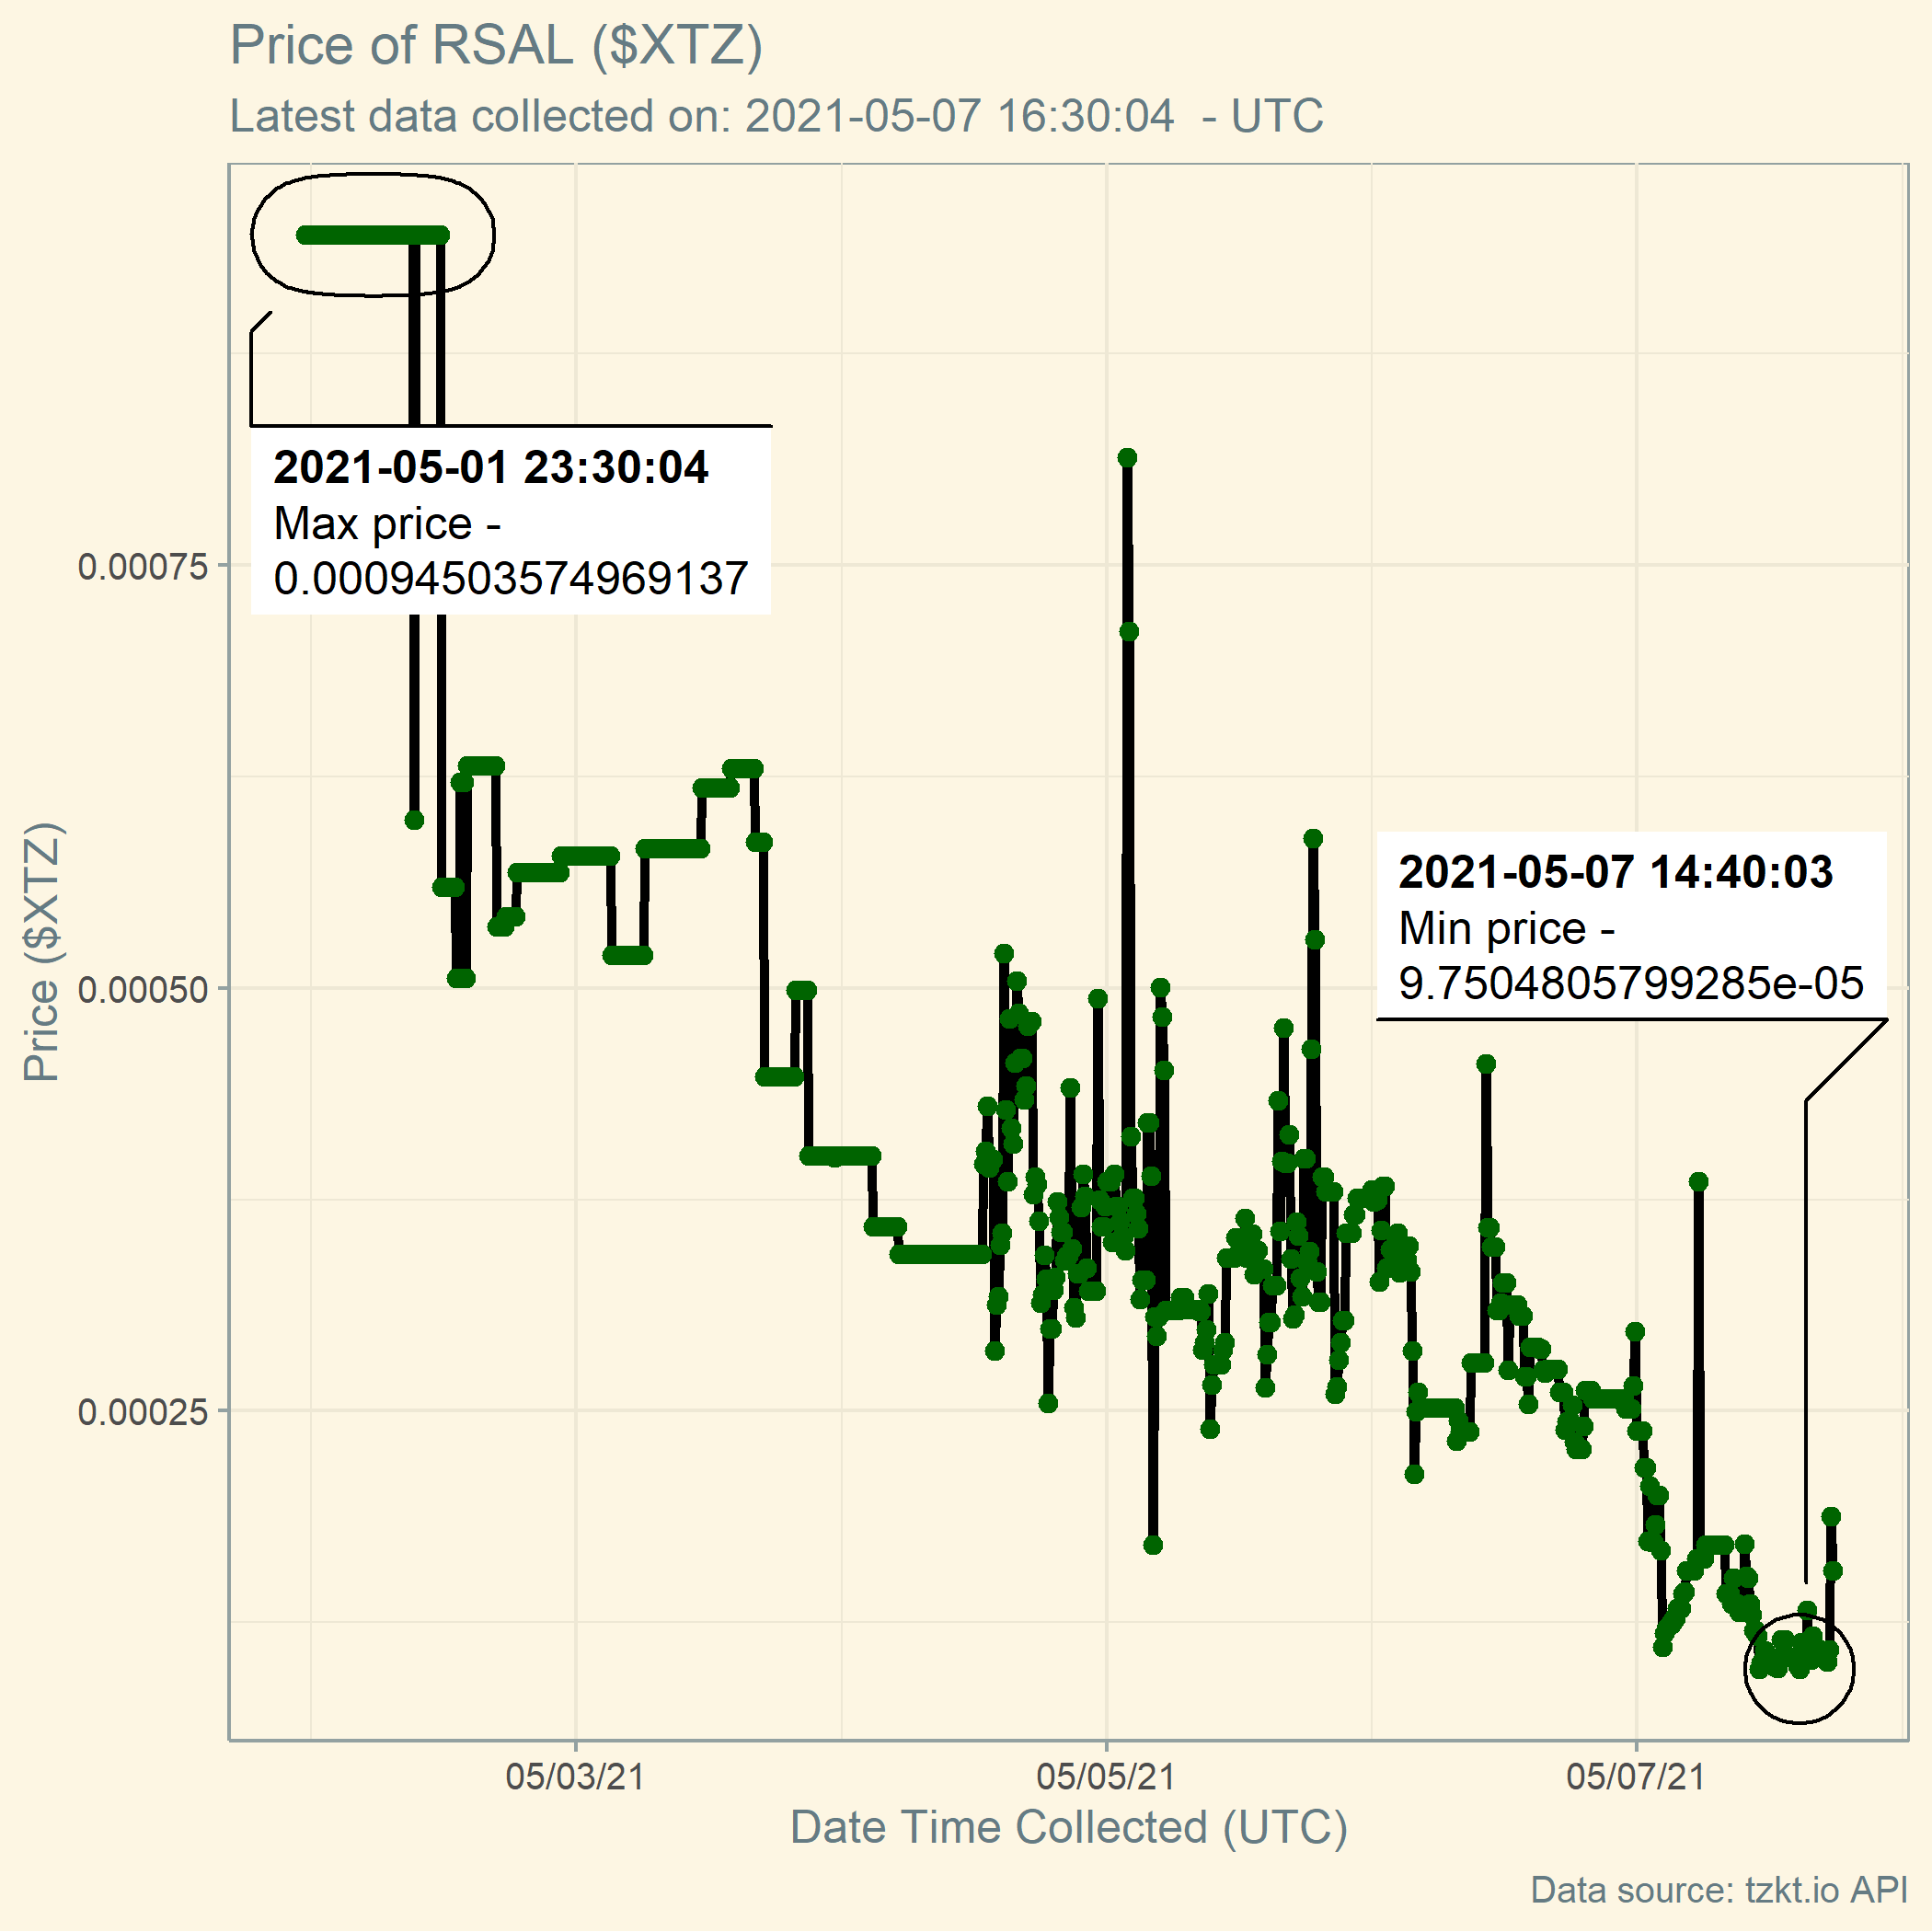 Price of RSAL ($XTZ)
Latest data collected on: 2021-05-07 16:30:04  - UTC
2021-05-01 23:30:04
Max price -
0.00094503574969137
0.00075
2021-05-07 14:40:03
Min price -
9.7504805799285e-05
0.00050
0.00025
Price ($XTZ)
05/03/21
05/05/21
05/07/21
Date Time Collected (UTC)
Data source: tzkt.io API